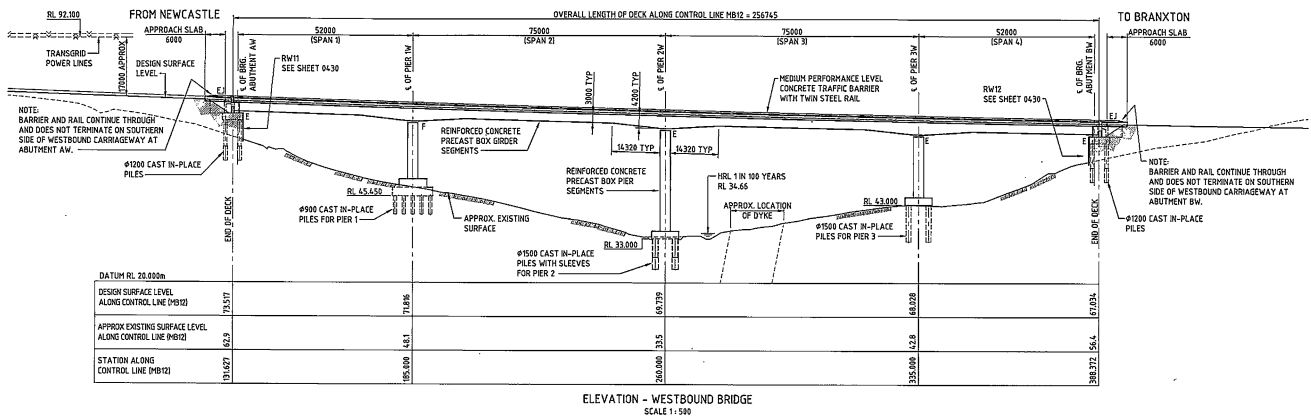 RL 92.100
FROM NEWCASTLE
OVERALL LENGTH OF DECK ALONG CONTROL LINE MB12 = 256745
TO BRANXTON
APPROACH SLAB
6000
52000
(SPAN 1)
75000
(SPAN 2)
75000
(SPAN 3)
52000
(SPAN 4)
APPROACH SLAB
6000
TRANSGRID
POWER LINES
17000 APPROX
DESIGN SURFACE
LEVEL
℄ OF BRG.
ABUTMENT AW
RW11
SEE SHEET 0430
℄ OF PIER 1W
3000 TYP
4200 TYP
℄ OF PIER 2W
MEDIUM PERFORMANCE LEVEL
CONCRETE TRAFFIC BARRIER
WITH TWIN STEEL RAIL
℄ OF PIER 3W
℄ OF BRG.
ABUTMENT BW
RW12
SEE SHEET 0430
EJ
EJ
NOTE:
BARRIER AND RAIL CONTINUE THROUGH
AND DOES NOT TERMINATE ON SOUTHERN
SIDE OF WESTBOUND CARRIAGEWAY AT
ABUTMENT AW.
E
F
E
E
E
REINFORCED CONCRETE
PRECAST BOX GIRDER
SEGMENTS
14320 TYP
14320 TYP
Ø1200 CAST IN-PLACE
PILES
REINFORCED CONCRETE
PRECAST BOX PIER
SEGMENTS
HRL 1 IN 100 YEARS
RL 34.66
NOTE:
BARRIER AND RAIL CONTINUE THROUGH
AND DOES NOT TERMINATE ON SOUTHERN
SIDE OF WESTBOUND CARRIAGEWAY AT
ABUTMENT BW.
RL 45.450
Ø900 CAST IN-PLACE
PILES FOR PIER 1
APPROX. EXISTING
SURFACE
APPROX. LOCATION
OF DYKE
RL 43.000
Ø1500 CAST IN-PLACE
PILES FOR PIER 3
Ø1200 CAST IN-PLACE
PILES
END OF DECK
RL 33.000
Ø1500 CAST IN-PLACE
PILES WITH SLEEVES
FOR PIER 2
END OF DECK
DATUM RL 20.000m
DESIGN SURFACE LEVEL
ALONG CONTROL LINE (MB12)
73.517
71.816
69.739
68.028
67.034
APPROX EXISTING SURFACE LEVEL
ALONG CONTROL LINE (MB12)
62.9
48.1
33.5
42.8
56.4
STATION ALONG
CONTROL LINE (MB12)
131.627
185.000
260.000
335.000
388.372
ELEVATION - WESTBOUND BRIDGE
SCALE 1 : 500